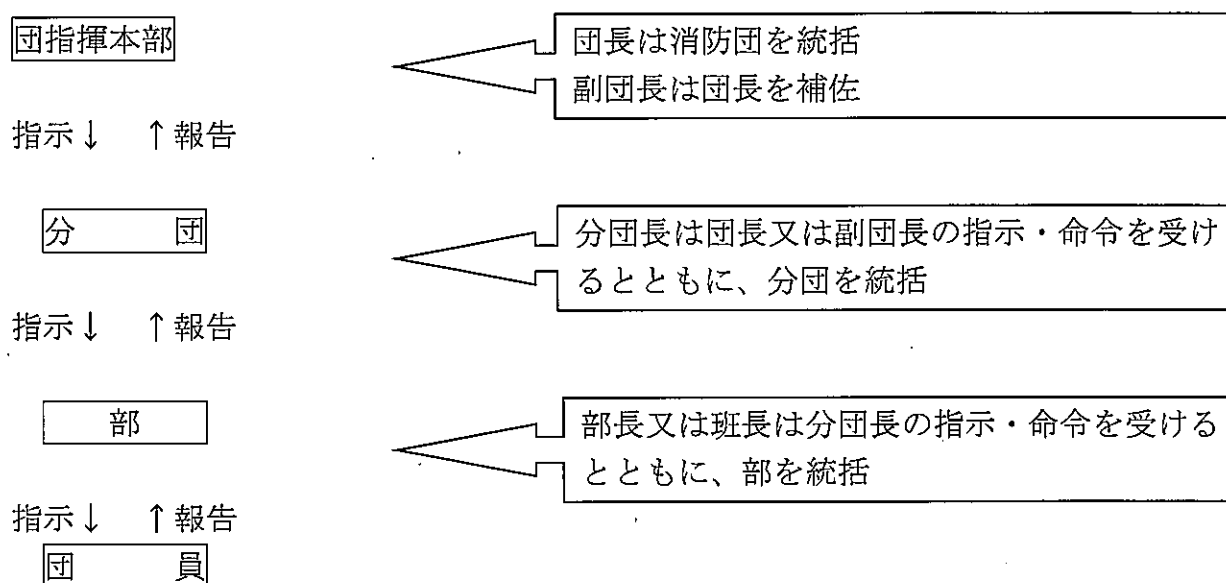 団指揮本部
団長は消防団を統括
副団長は団長を補佐
指示↓ ↑報告
分 団
分団長は団長又は副団長の指示・命令を受け
るとともに、分団を統括
指示↓ ↑報告
部
部長又は班長は分団長の指示・命令を受ける
とともに、部を統括
指示↓ ↑報告
団 員